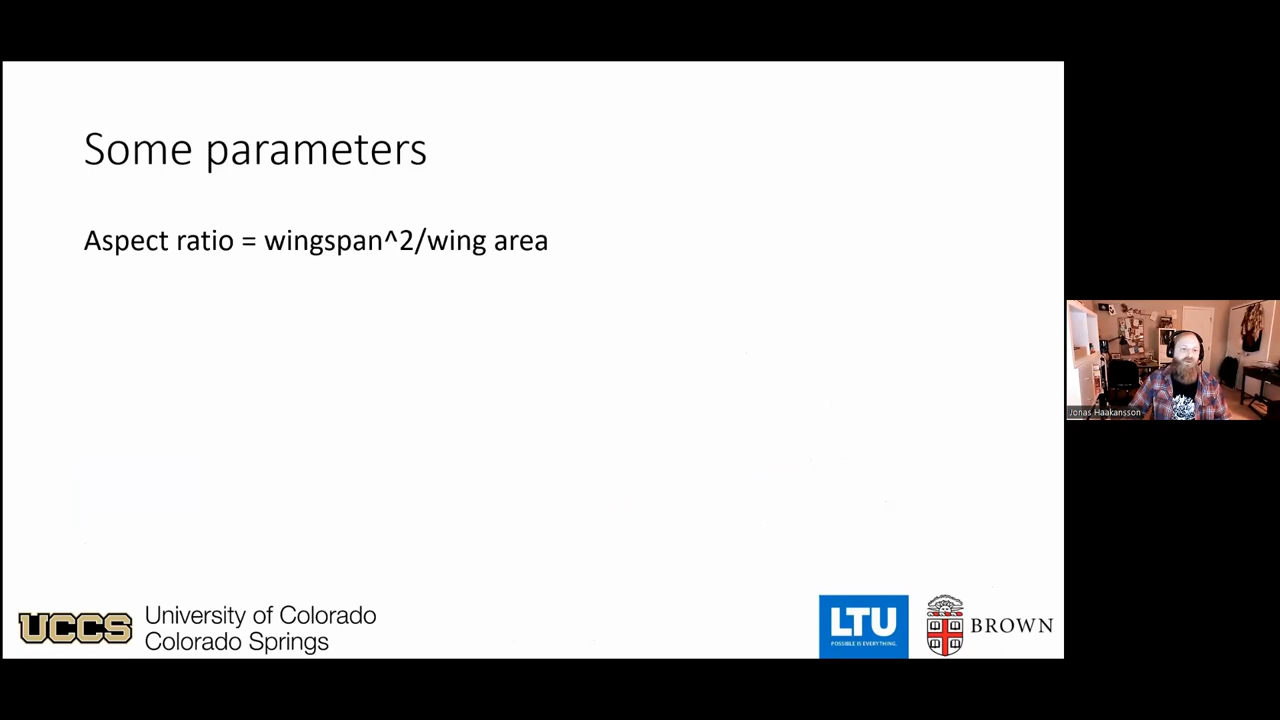 Some parameters
Aspect ratio = wingspan^2/wing area
Jonas Haakansson
UCCS
University of Colorado
Colorado Springs
LTU
POSSIBLE IS EVERYTHING.
BROWN